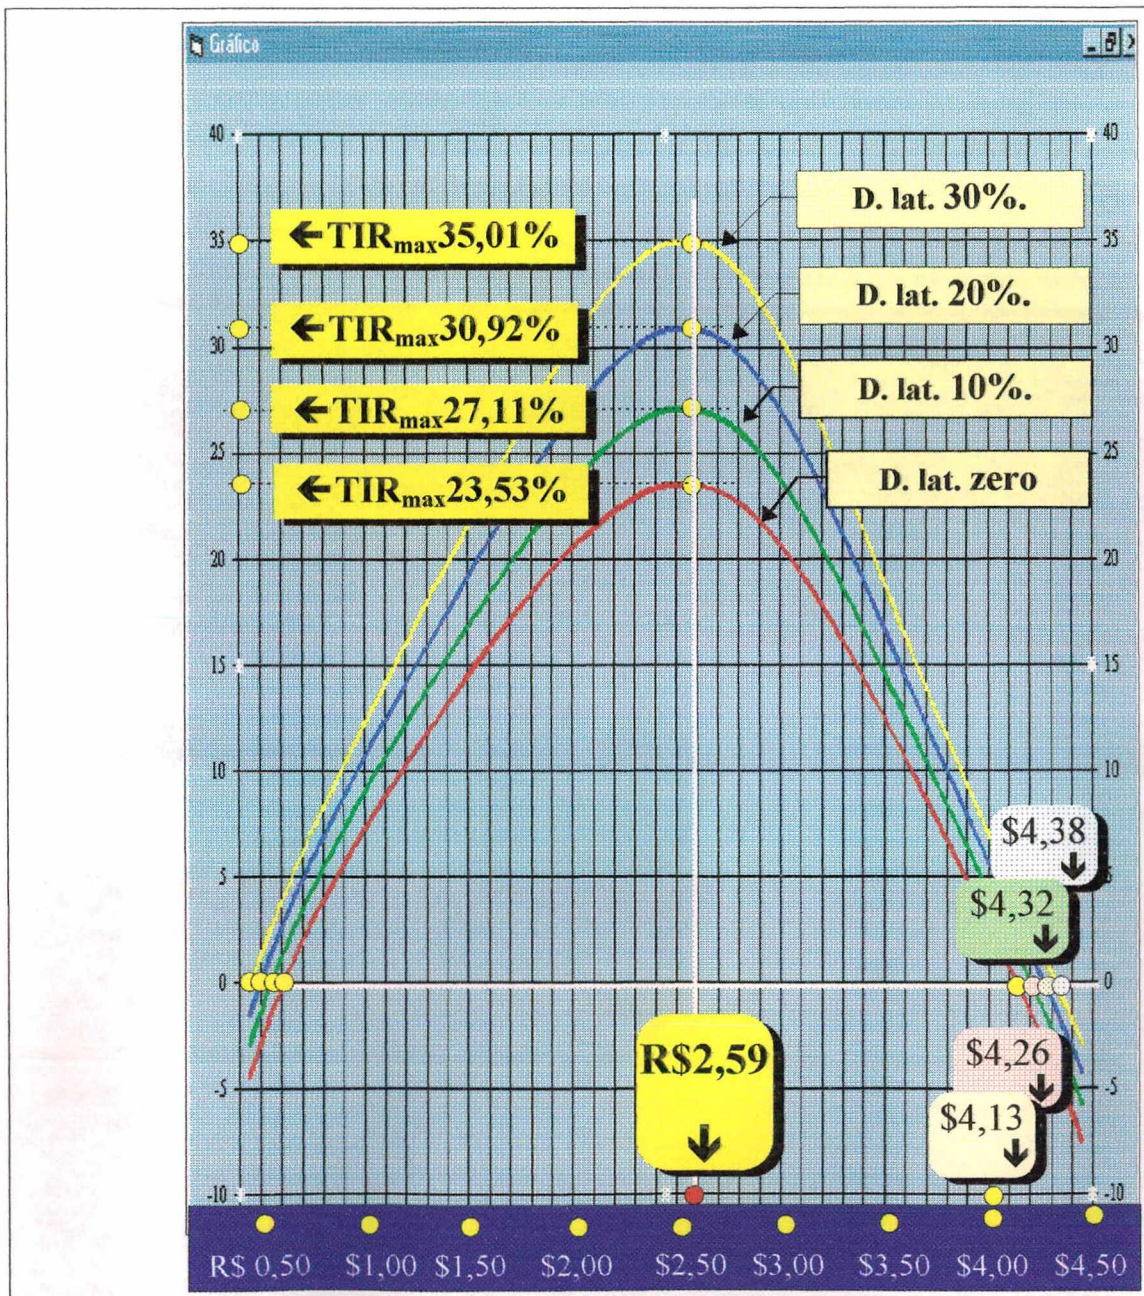 Gráfico
40 40
D. lat. 30%.
←TIRmax35,01%
35 35
D. lat. 20%.
←TIRmax30,92%
30 30
D. lat. 10%.
←TIRmax27,11%
25 25
D. lat. zero
←TIRmax23,53%
20 20
15 15
10 10
$4,38
5
$4,32
0 0
R$2,59
$4,26
-5 -5
$4,13
-10 -10
R$ 0,50 $1,00 $1,50 $2,00 $2,50 $3,00 $3,50 $4,00 $4,50